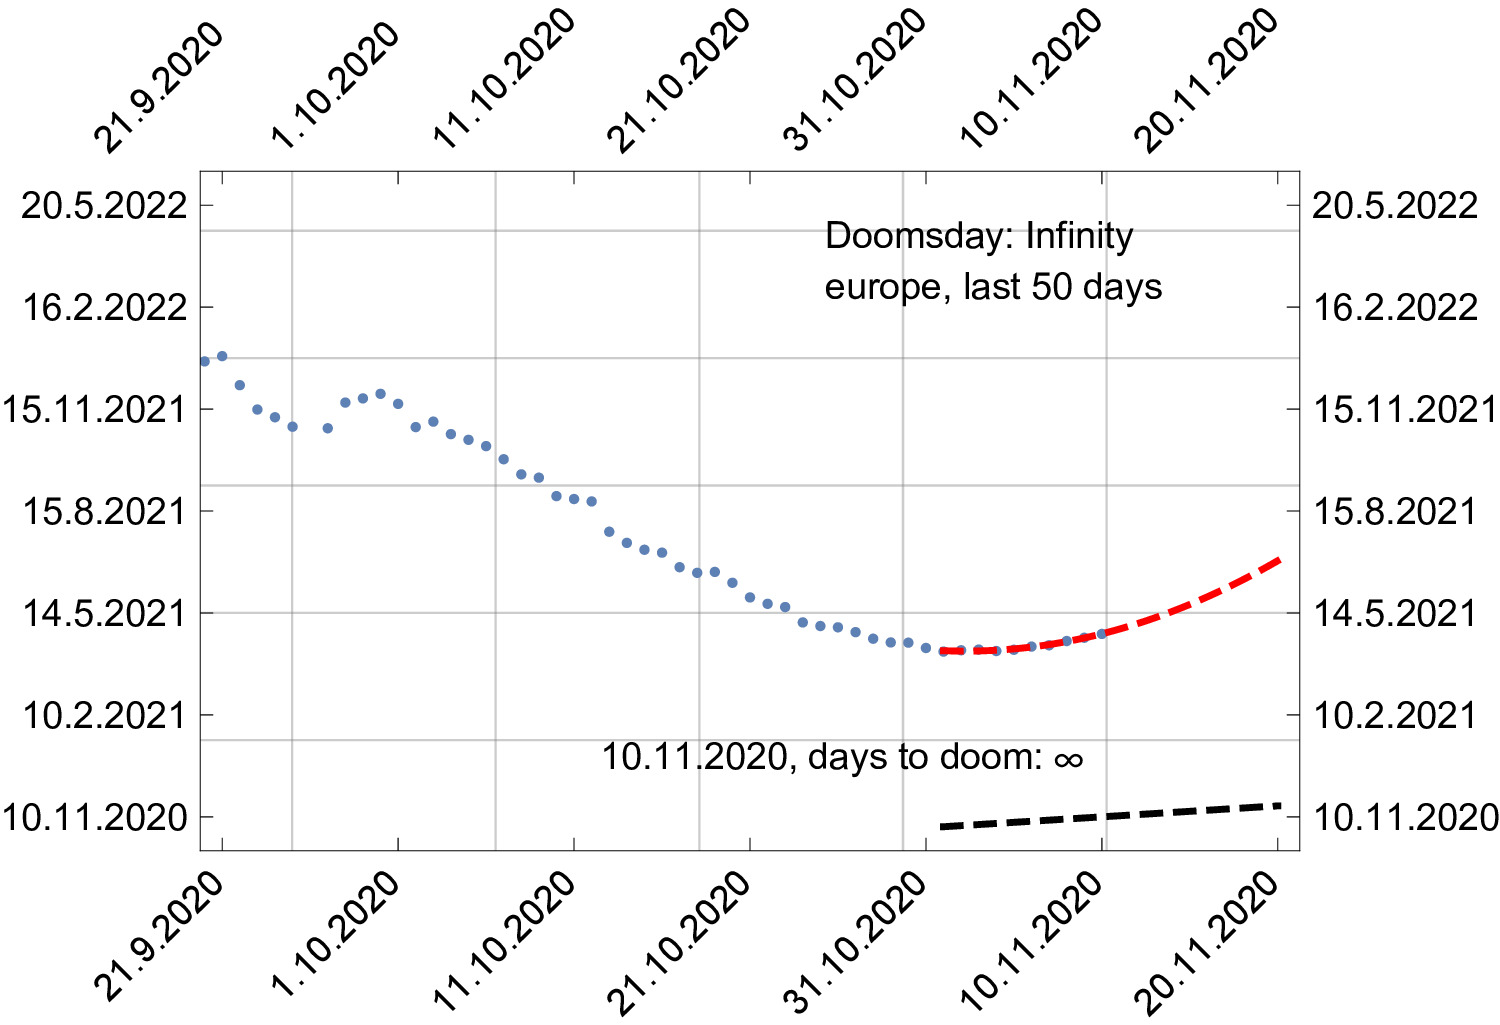 21.9.2020 1.10.2020 11.10.2020 21.10.2020 31.10.2020 10.11.2020 20.11.2020
20.5.2022 20.5.2022
Doomsday: Infinity
europe, last 50 days
16.2.2022 16.2.2022
15.11.2021 15.11.2021
15.8.2021 15.8.2021
14.5.2021 14.5.2021
10.2.2021 10.2.2021
10.11.2020, days to doom: ∞
10.11.2020 10.11.2020
21.9.2020 1.10.2020 11.10.2020 21.10.2020 31.10.2020 10.11.2020 20.11.2020